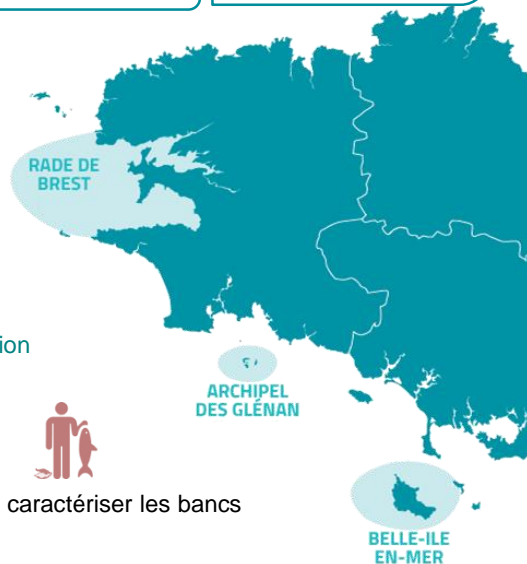 RADE DE
BREST
ion
ARCHIPEL
DES GLÉNAN
caractériser les bancs
BELLE-ILE
EN-MER